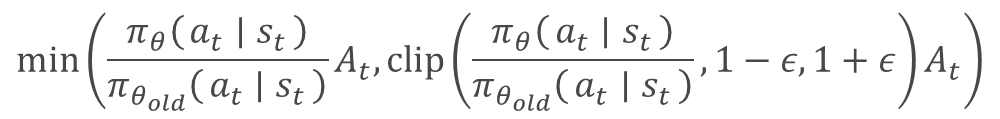 min(π_θ(a_t | s_t) / π_θ_old(a_t | s_t) A_t, clip(π_θ(a_t | s_t) / π_θ_old(a_t | s_t), 1 − ϵ, 1 + ϵ) A_t)